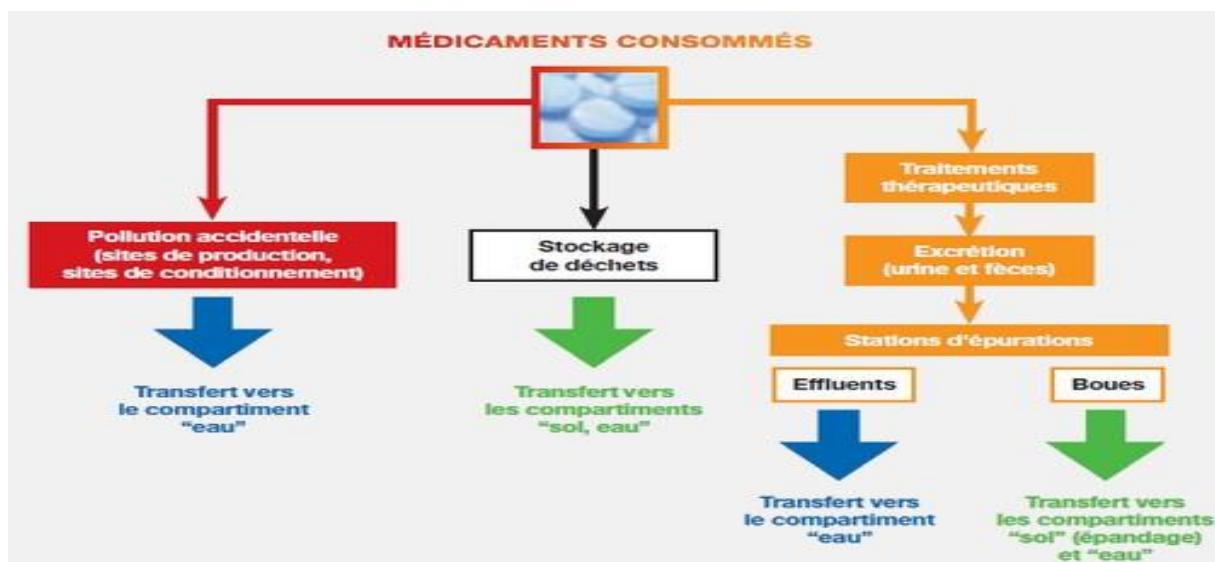 MÉDICAMENTS CONSOMMÉS
Pollution accidentelle
(sites de production,
sites de conditionnement)
Transfert vers
le compartiment
“eau”
Stockage
de déchets
Transfert vers
les compartiments
“sol, eau”
Traitements
thérapeutiques
Excrétion
(urine et fèces)
Stations d'épurations
Effluents
Transfert vers
le compartiment
“eau”
Boues
Transfert vers
les compartiments
“sol” (épandage)
et “eau”